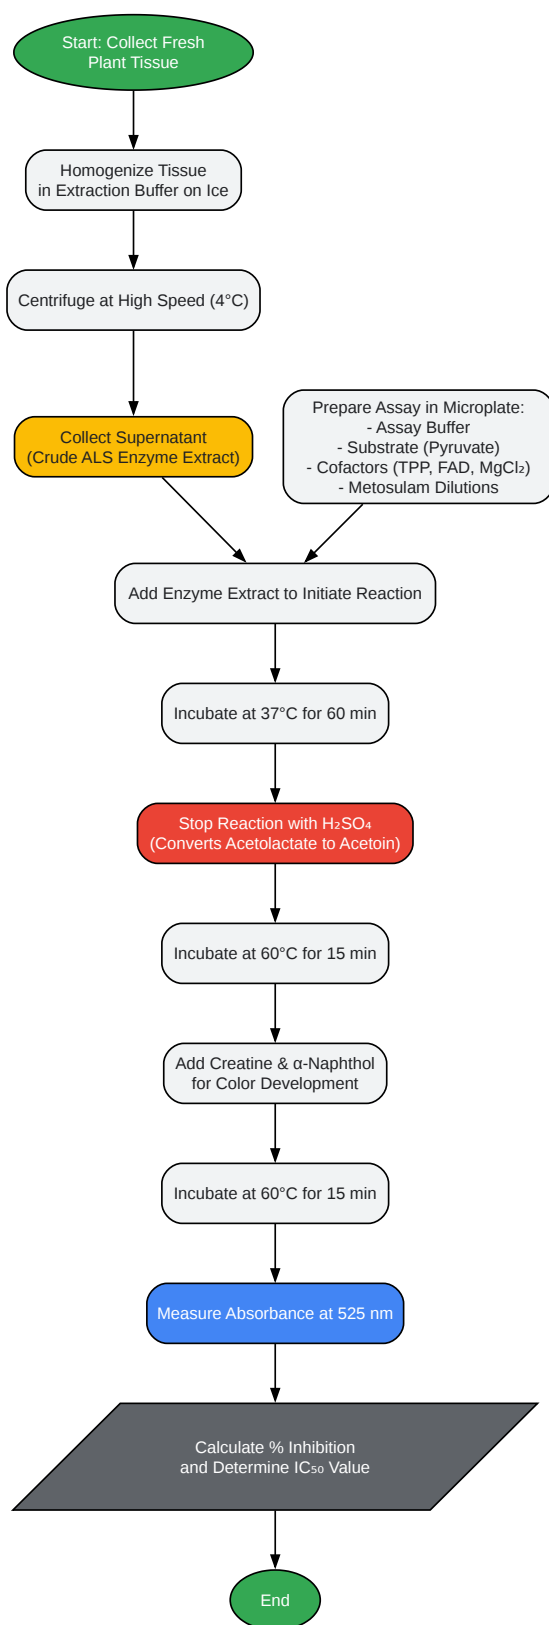 Start: Collect Fresh
Plant Tissue
Homogenize Tissue
in Extraction Buffer on Ice
Centrifuge at High Speed (4°C)
Collect Supernatant
(Crude ALS Enzyme Extract)
Prepare Assay in Microplate:
- Assay Buffer
- Substrate (Pyruvate)
- Cofactors (TPP, FAD, MgCl₂)
- Metosulam Dilutions
Add Enzyme Extract to Initiate Reaction
Incubate at 37°C for 60 min
Stop Reaction with H₂SO₄
(Converts Acetolactate to Acetoin)
Incubate at 60°C for 15 min
Add Creatine & α-Naphthol
for Color Development
Incubate at 60°C for 15 min
Measure Absorbance at 525 nm
Calculate % Inhibition
and Determine IC₅₀ Value
End